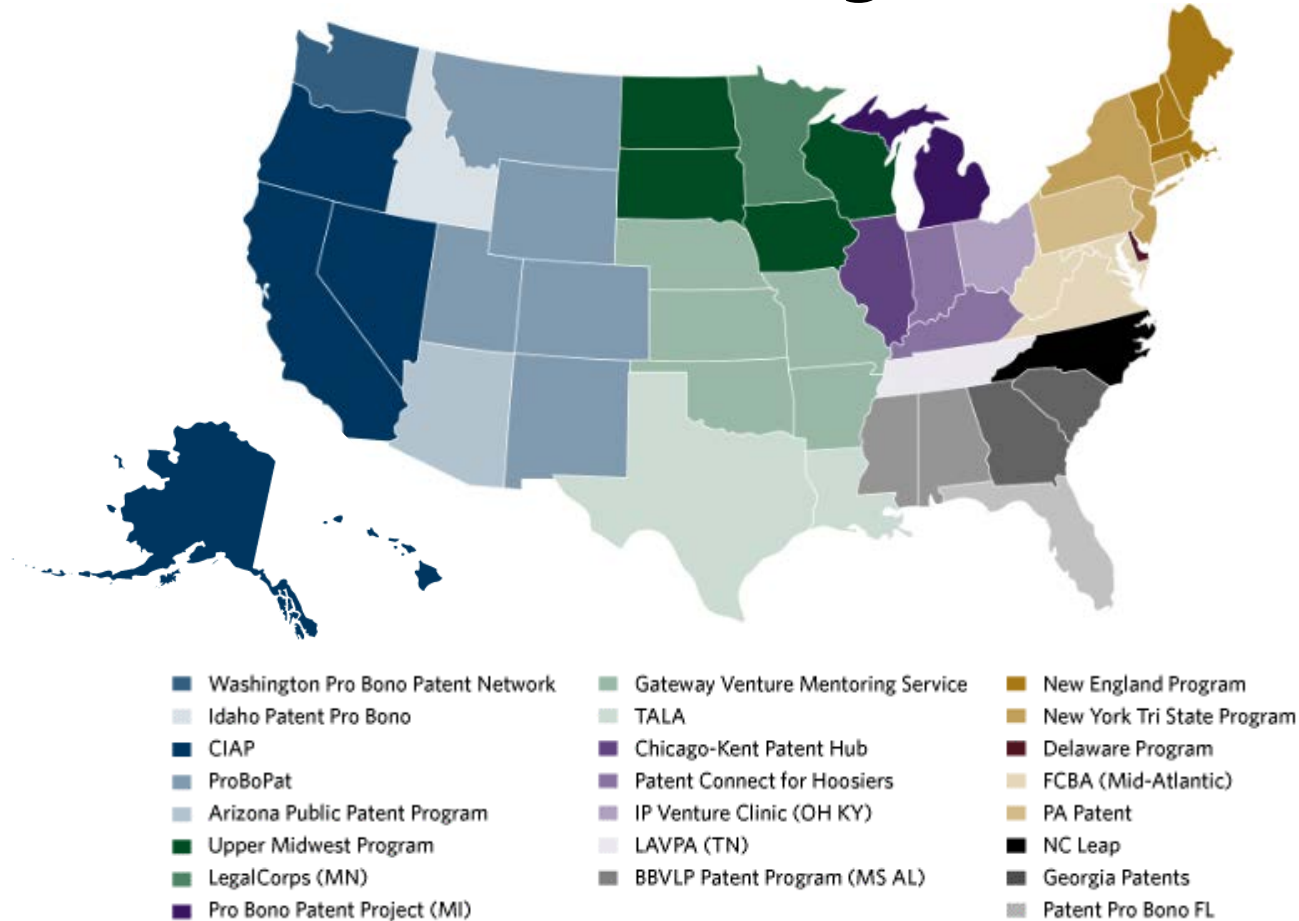 Washington Pro Bono Patent Network
Idaho Patent Pro Bono
CIAP
ProBoPat
Arizona Public Patent Program
Upper Midwest Program
LegalCorps (MN)
Pro Bono Patent Project (MI)
Gateway Venture Mentoring Service
TALA
Chicago-Kent Patent Hub
Patent Connect for Hoosiers
IP Venture Clinic (OH KY)
LAVPA (TN)
BBVLP Patent Program (MS AL)
New England Program
New York Tri State Program
Delaware Program
FCBA (Mid-Atlantic)
PA Patent
NC Leap
Georgia Patents
Patent Pro Bono FL